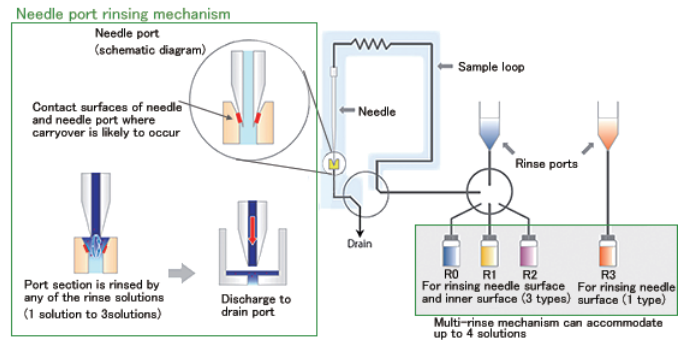 Needle port rinsing mechanism
Needle port
(schematic diagram)
Contact surfaces of needle
and needle port where
carryover is likely to occur
Port section is rinsed by
any of the rinse solutions
(1 solution to 3solutions)
Discharge to
drain port
Sample loop
Needle
Rinse ports
Drain
R0
R1
R2
For rinsing needle surface
and inner surface (3 types)
R3
For rinsing needle
surface (1 type)
Multi-rinse mechanism can accommodate
up to 4 solutions